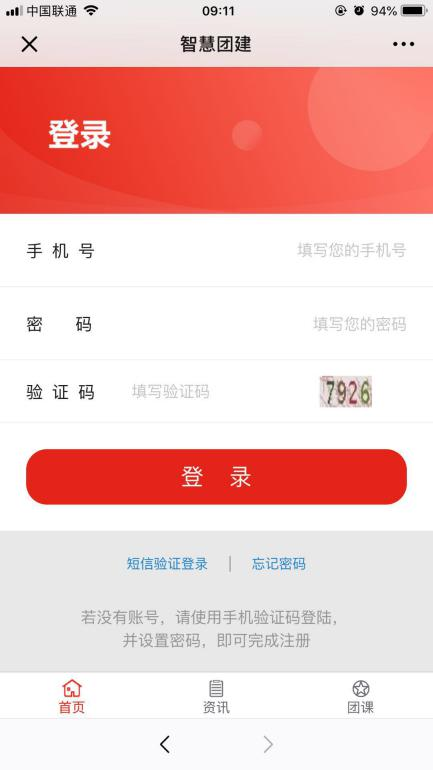 中国联通
09:11
94%
智慧团建
登录
手机号 填写您的手机号
密码 填写您的密码
验证码 填写验证码 7926
登 录
短信验证登录 | 忘记密码
若没有账号，请使用手机验证码登陆，
并设置密码，即可完成注册
首页 资讯 团课